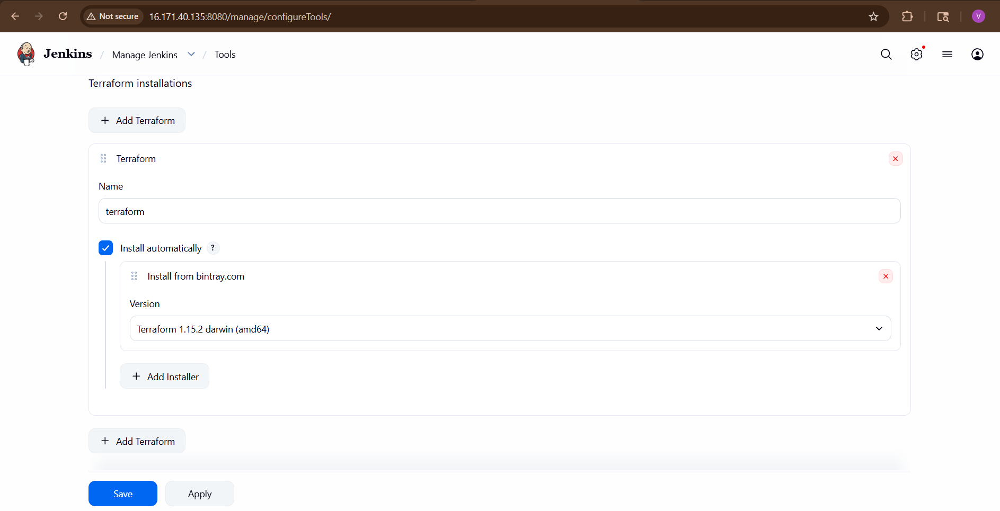 Not secure 16.171.40.135:8080/manage/configureTools/
V
Jenkins / Manage Jenkins / Tools
Terraform installations
+ Add Terraform
Terraform
Name
terraform
Install automatically ?
Install from bintray.com
Version
Terraform 1.15.2 darwin (amd64)
+ Add Installer
+ Add Terraform
Save Apply